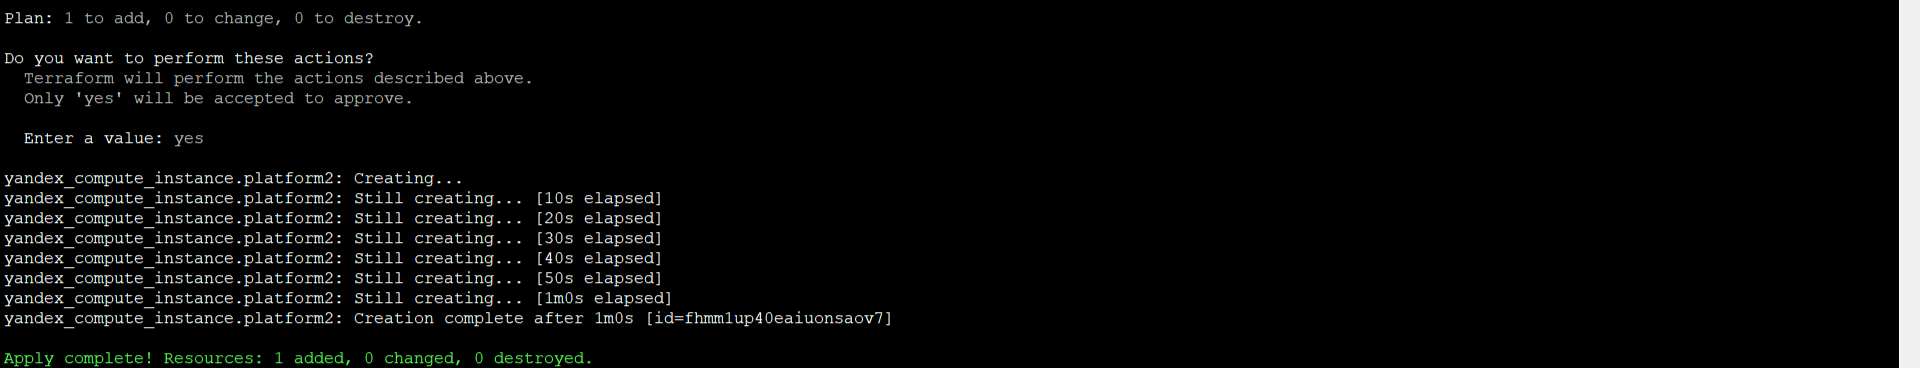 Plan: 1 to add, 0 to change, 0 to destroy.
Do you want to perform these actions?
Terraform will perform the actions described above.
Only 'yes' will be accepted to approve.
Enter a value: yes
yandex_compute_instance.platform2: Creating...
yandex_compute_instance.platform2: Still creating... [10s elapsed]
yandex_compute_instance.platform2: Still creating... [20s elapsed]
yandex_compute_instance.platform2: Still creating... [30s elapsed]
yandex_compute_instance.platform2: Still creating... [40s elapsed]
yandex_compute_instance.platform2: Still creating... [50s elapsed]
yandex_compute_instance.platform2: Still creating... [1m0s elapsed]
yandex_compute_instance.platform2: Creation complete after 1m0s [id=fhmm1up40eaiuonsaov7]
Apply complete! Resources: 1 added, 0 changed, 0 destroyed.